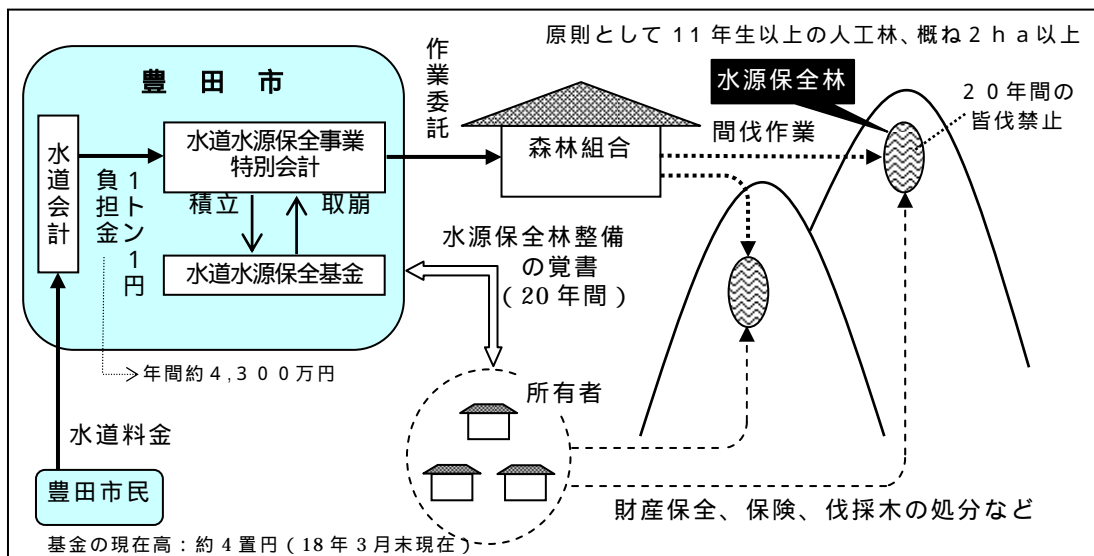 原則として11年生以上の人工林、概ね2ha以上
豊田市
作業委託
水源保全林
20年間の
皆伐禁止
水道会計
負担金
1トン1円
水道水源保全事業
特別会計
積立
取崩
水道水源保全基金
森林組合
間伐作業
水源保全林整備
の覚書
(20年間)
年間約4,300万円
所有者
水道料金
豊田市民
財産保全、保険、伐採木の処分など
基金の現在高:約4置円(18年3月末現在)